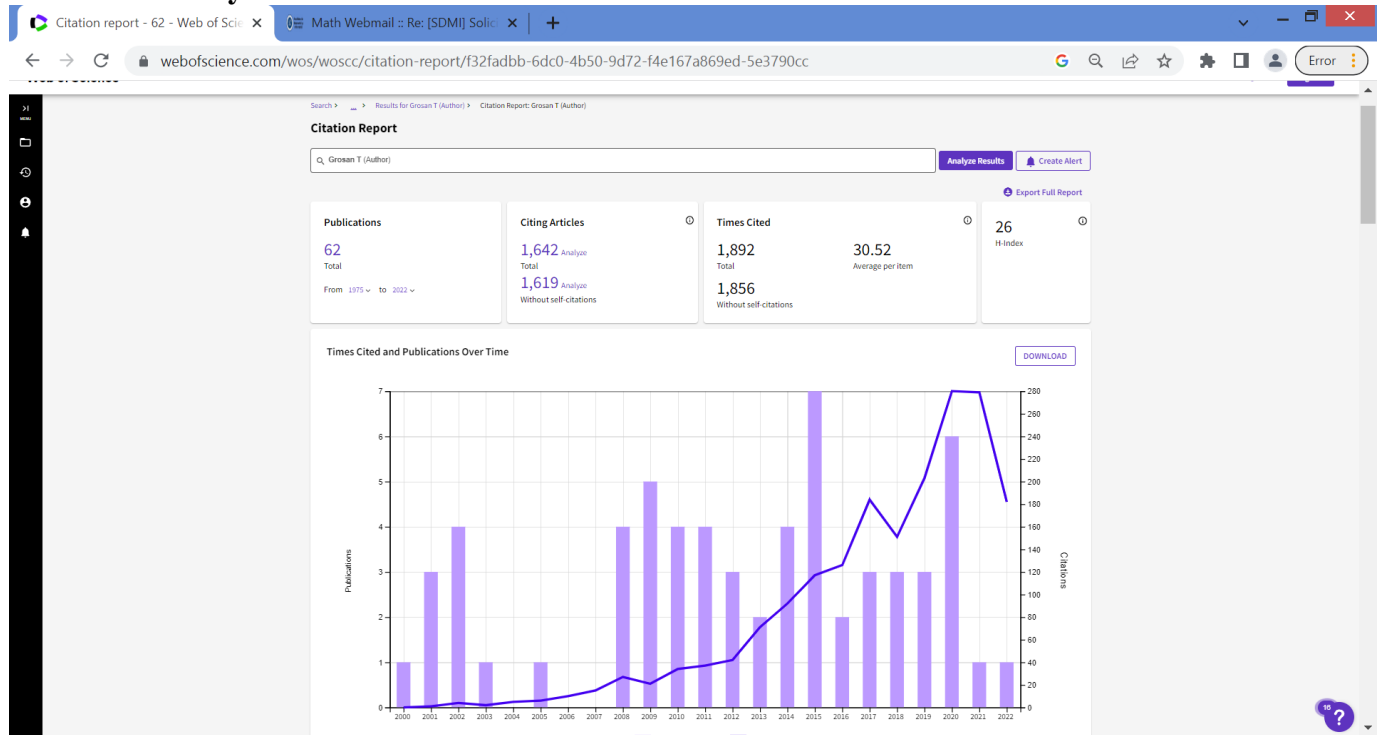 Citation report - 62 - Web of Scie
Math Webmail :: Re: [SDMI] Solic
webofscience.com/wos/woscc/citation-report/f32fadbb-6dc0-4b50-9d72-f4e167a869ed-5e3790cc
Error
MENU
Search > ... > Results for Grosan T (Author) > Citation Report: Grosan T (Author)
Citation Report
Grosan T (Author)
Analyze Results
Create Alert
Export Full Report
Publications
62
Total
From 1975 to 2022
Citing Articles
1,642 Analyze
Total
1,619 Analyze
Without self-citations
Times Cited
1,892
Total
1,856
Without self-citations
30.52
Average per item
26
H-Index
Times Cited and Publications Over Time
DOWNLOAD
Publications
7
6
5
4
3
2
1
0
280
260
240
220
200
180
160
140
120
100
80
60
40
20
0
Citations
2000 2001 2002 2003 2004 2005 2006 2007 2008 2009 2010 2011 2012 2013 2014 2015 2016 2017 2018 2019 2020 2021 2022
16
?